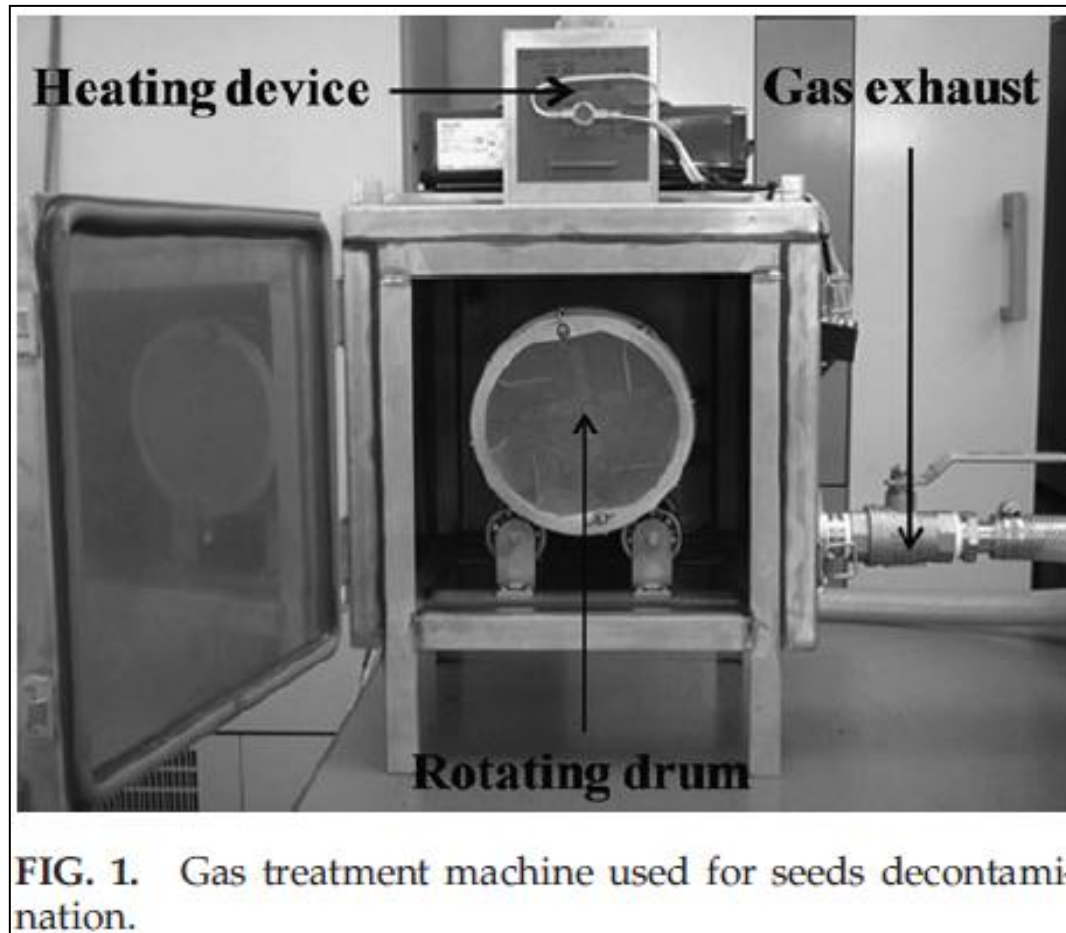 Heating device
Gas exhaust
Rotating drum
FIG. 1. Gas treatment machine used for seeds decontami-
nation.